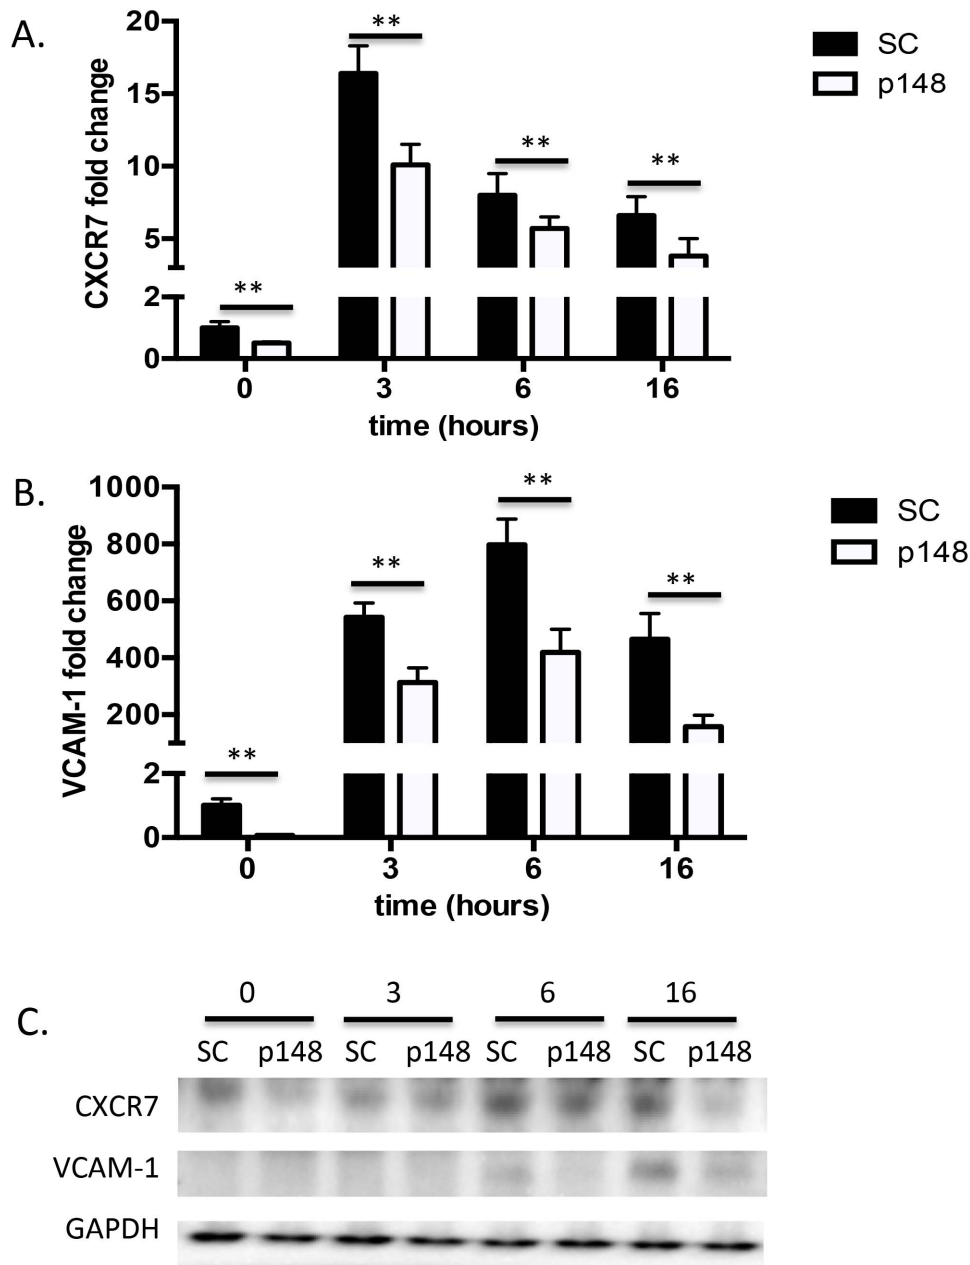 A.
CXCR7 fold change
20
15
10
5
2
0
**
**
**
**
SC
p148
0 3 6 16
time (hours)
B.
VCAM-1 fold change
1000
800
600
400
200
2
0
**
**
**
**
SC
p148
0 3 6 16
time (hours)
C.
0 3 6 16
SC p148 SC p148 SC p148 SC p148
CXCR7
VCAM-1
GAPDH